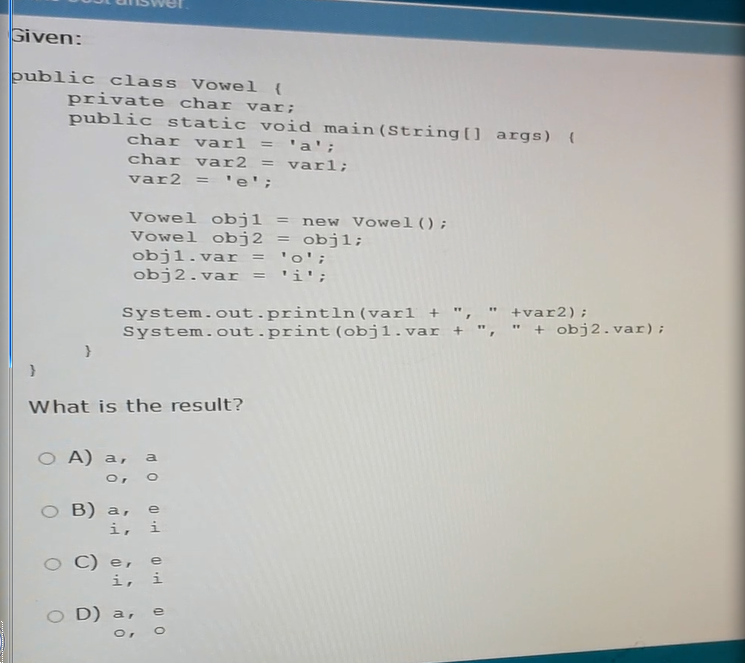 answer.
Given:
public class Vowel {
private char var;
public static void main(String[] args) {
char var1 = 'a';
char var2 = var1;
var2 = 'e';
Vowel obj1 = new Vowel();
Vowel obj2 = obj1;
obj1.var = 'o';
obj2.var = 'i';
System.out.println(var1 + ", " +var2);
System.out.print(obj1.var + ", " + obj2.var);
}
}
What is the result?
A) a, a
o, o
B) a, e
i, i
C) e, e
i, i
D) a, e
o, o